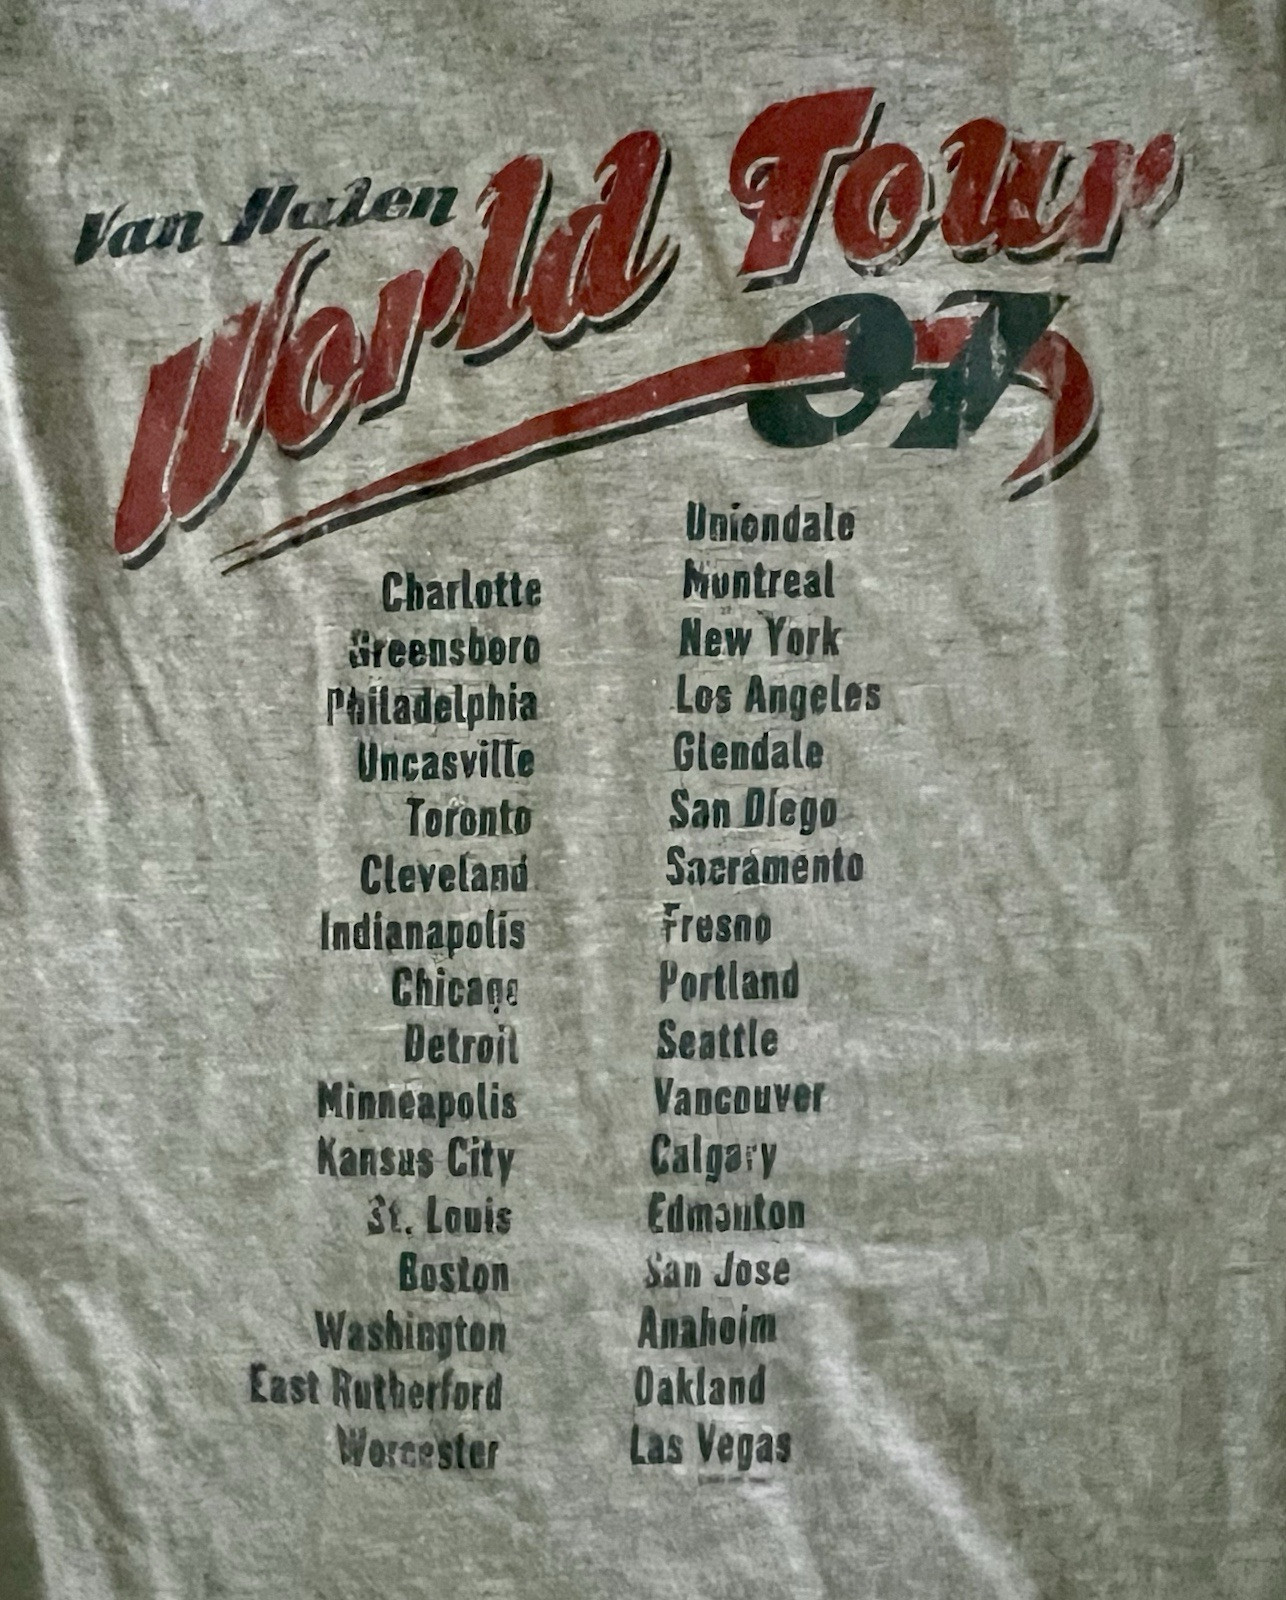 Van Halen
World Tour
07
Charlotte
Greensboro
Philadelphia
Uncasville
Toronto
Cleveland
Indianapolis
Chicago
Detroit
Minneapolis
Kansas City
St. Louis
Boston
Washington
East Rutherford
Worcester
Uniondale
Montreal
New York
Los Angeles
Glendale
San Diego
Sacramento
Fresno
Portland
Seattle
Vancouver
Calgary
Edmonton
San Jose
Anaheim
Oakland
Las Vegas